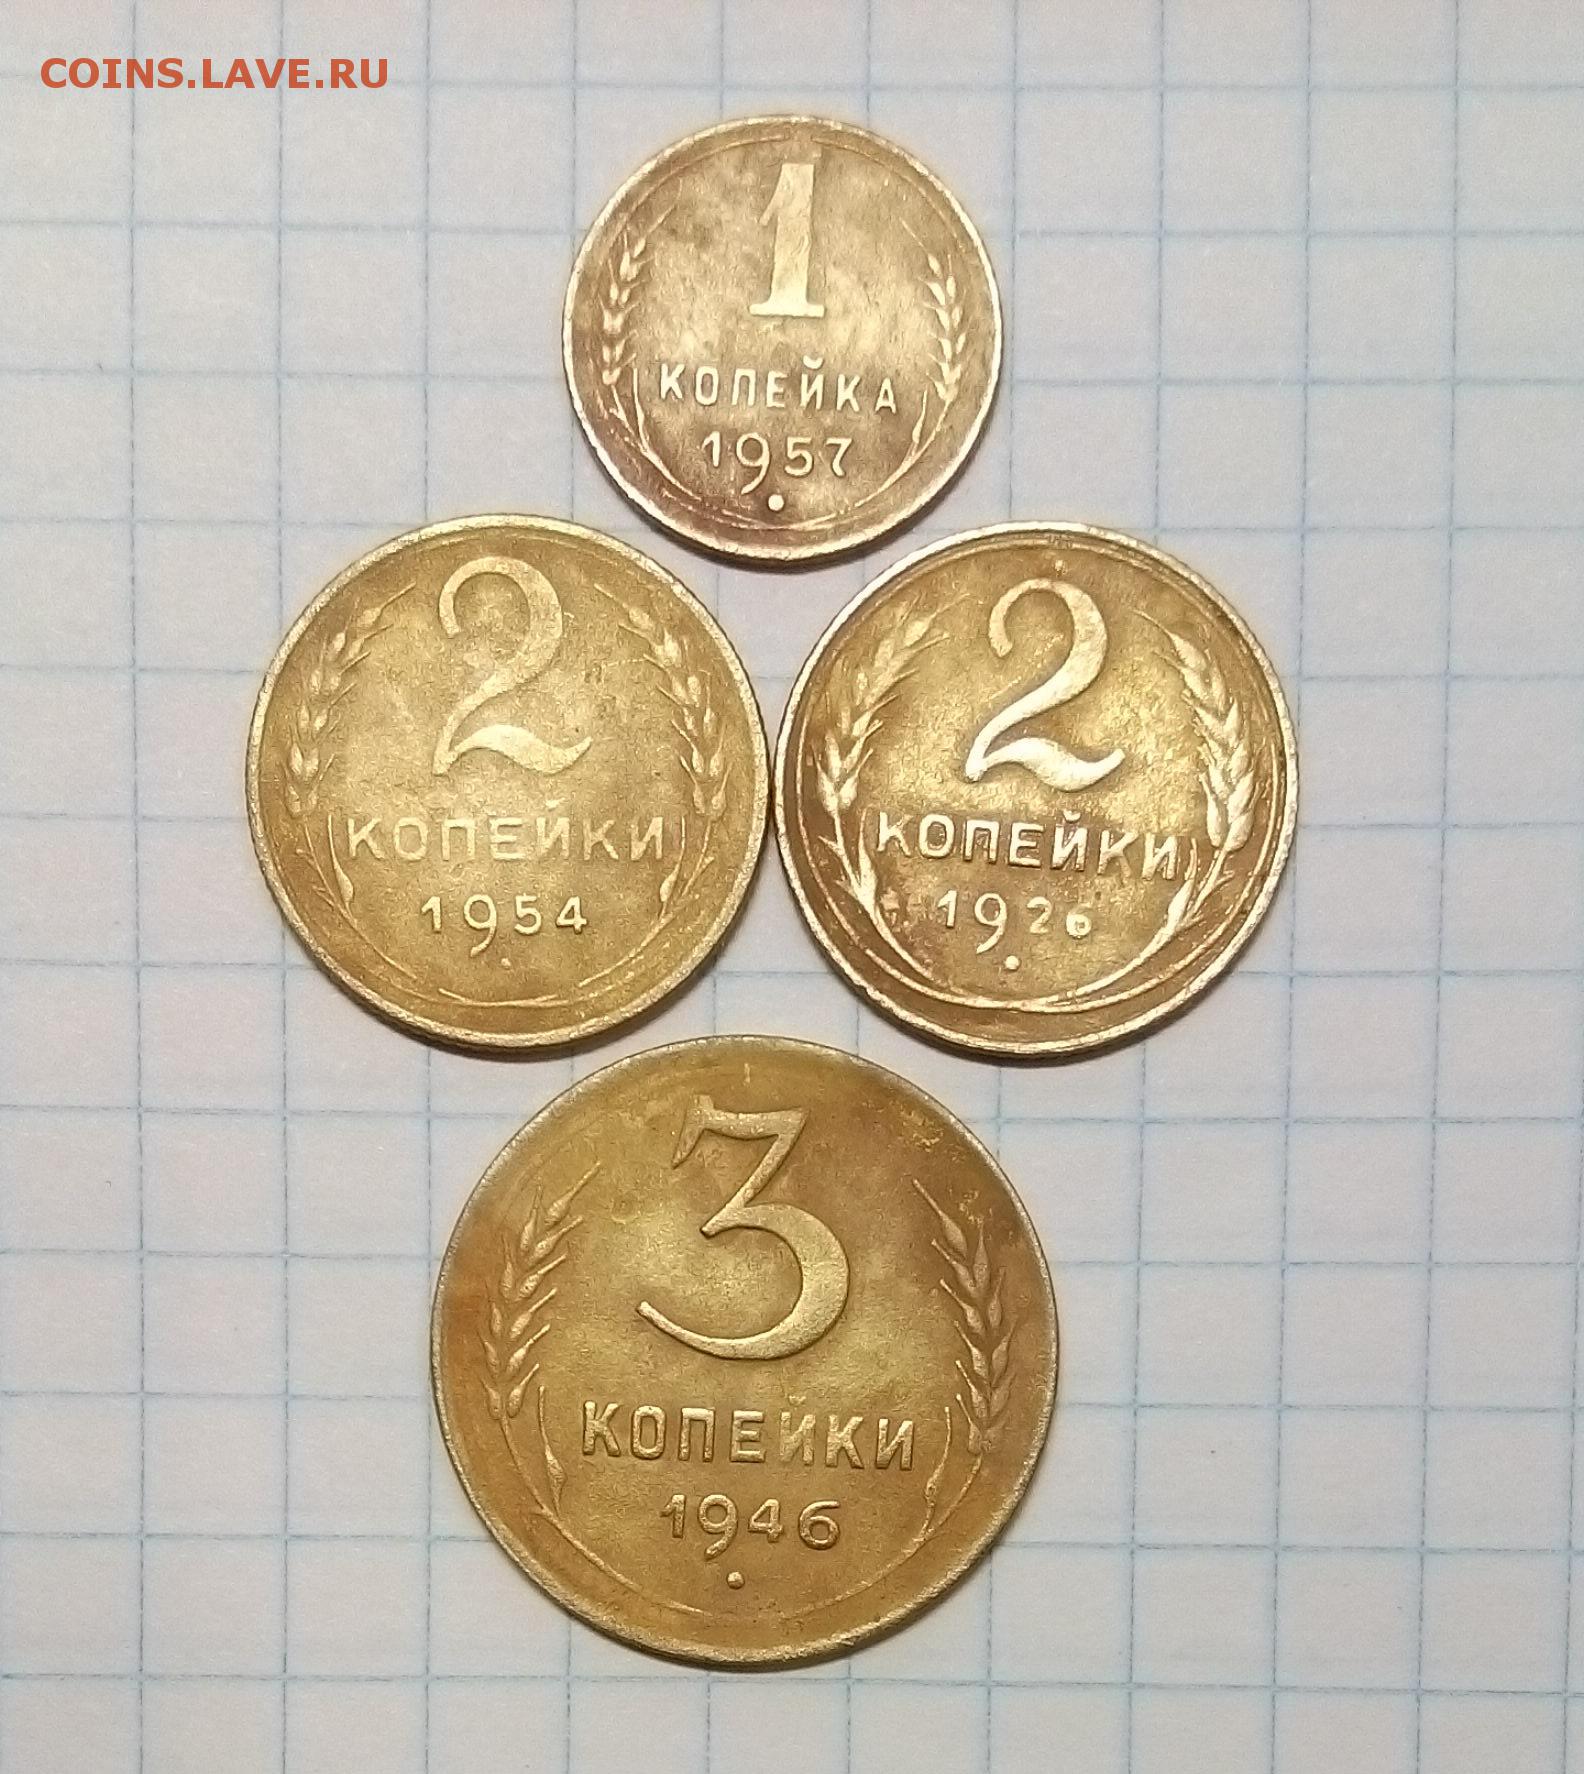 COINS.LAVE.RU
1
КОПЕЙКА
1957
2
КОПЕЙКИ
1954
2
КОПЕЙКИ
1926
3
КОПЕЙКИ
1946